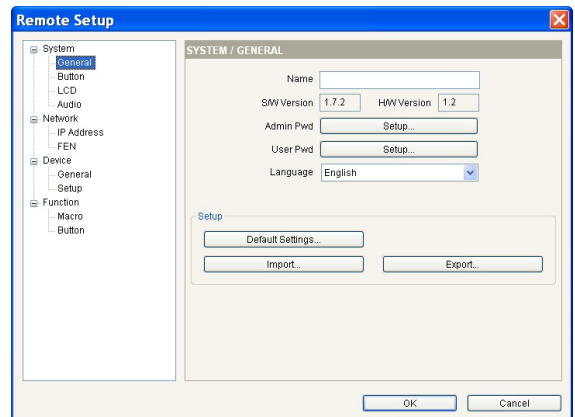 Remote Setup
System
General
Button
LCD
Audio
Network
IP Address
FEN
Device
General
Setup
Function
Macro
Button
SYSTEM / GENERAL
Name
S/W Version 1.7.2 H/W Version 1.2
Admin Pwd Setup...
User Pwd Setup...
Language English
Setup
Default Settings...
Import... Export...
OK Cancel